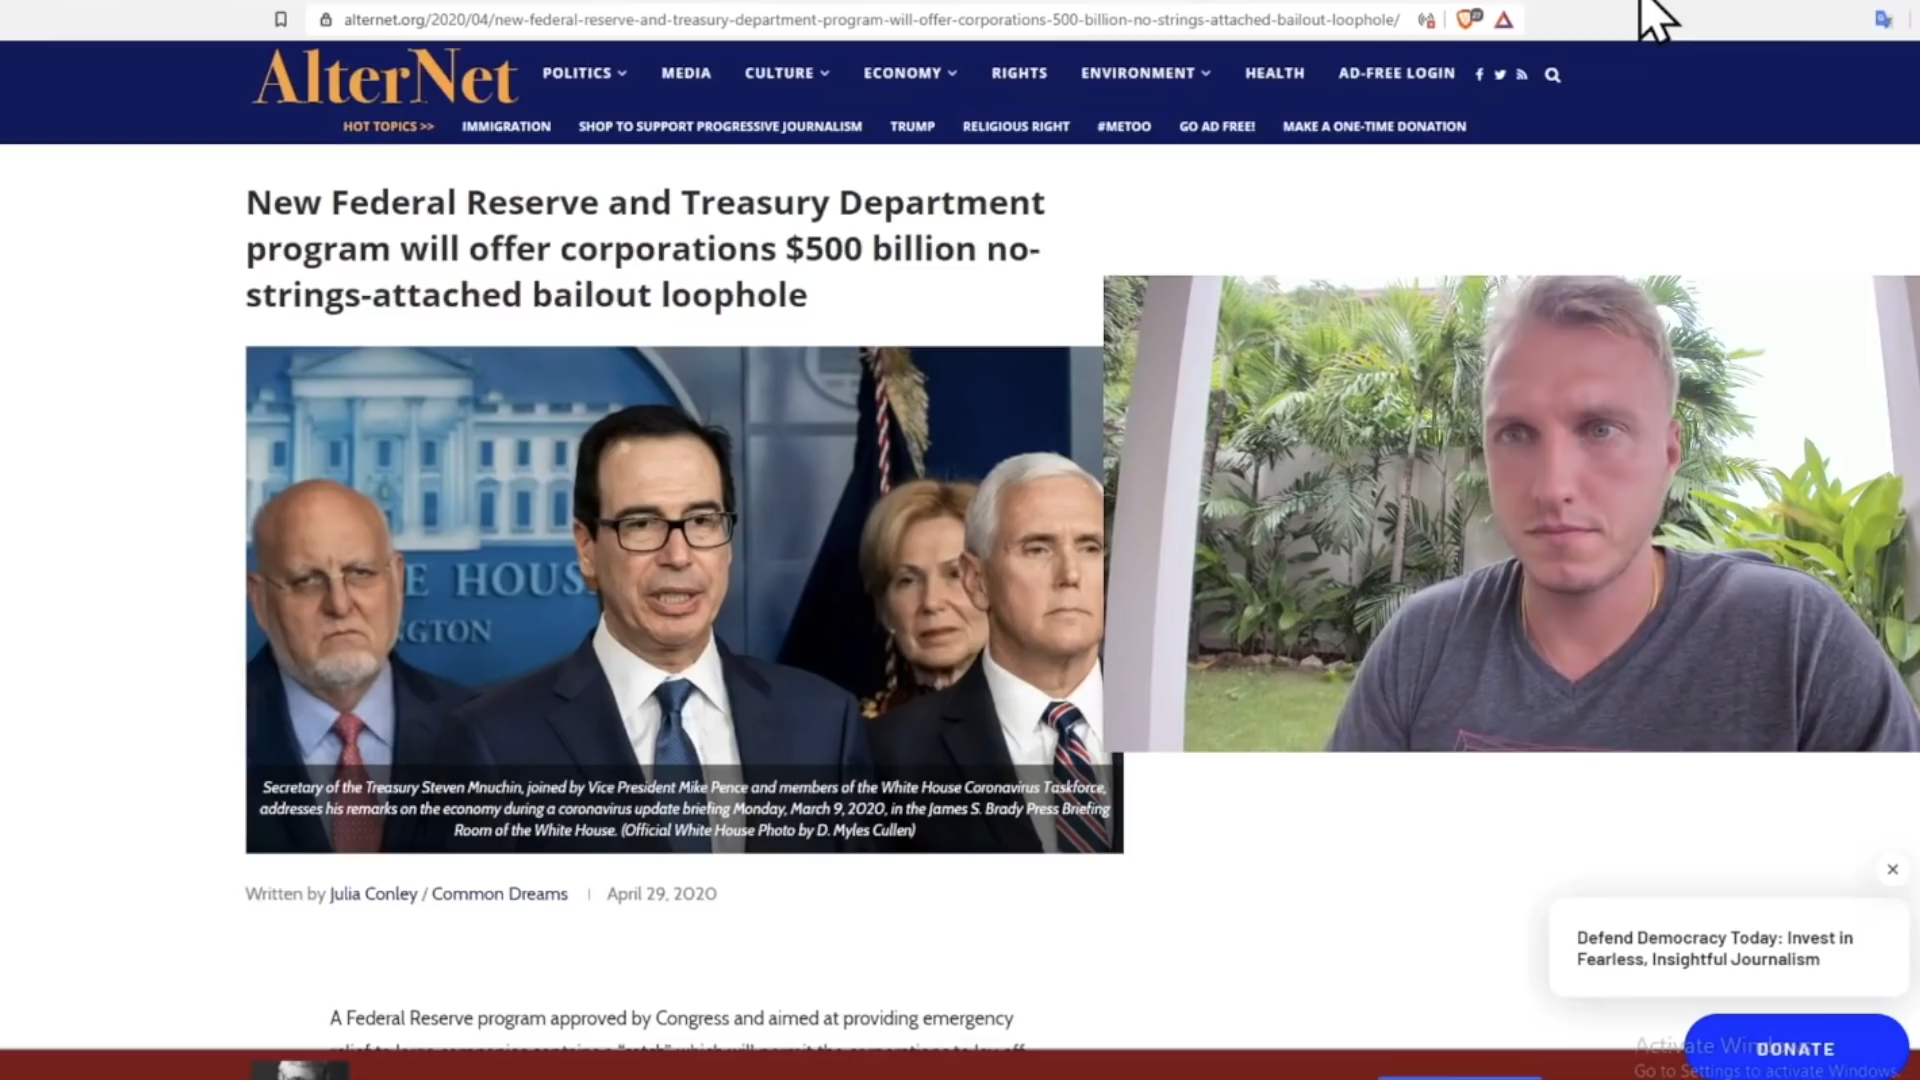 alternet.org/2020/04/new-federal-reserve-and-treasury-department-program-will-offer-corporations-500-billion-no-strings-attached-bailout-loophole/
AlterNet
POLITICS MEDIA CULTURE ECONOMY RIGHTS ENVIRONMENT HEALTH AD-FREE LOGIN
HOT TOPICS >> IMMIGRATION SHOP TO SUPPORT PROGRESSIVE JOURNALISM TRUMP RELIGIOUS RIGHT #METOO GO AD FREE! MAKE A ONE-TIME DONATION
New Federal Reserve and Treasury Department
program will offer corporations $500 billion no-
strings-attached bailout loophole
E HOUS
GTON
Secretary of the Treasury Steven Mnuchin, joined by Vice President Mike Pence and members of the White House Coronavirus Taskforce,
addresses his remarks on the economy during a coronavirus update briefing Monday, March 9, 2020, in the James S. Brady Press Briefing
Room of the White House. (Official White House Photo by D. Myles Cullen)
Written by Julia Conley / Common Dreams | April 29, 2020
Defend Democracy Today: Invest in
Fearless, Insightful Journalism
A Federal Reserve program approved by Congress and aimed at providing emergency
DONATE
Activate Windows
Go to Settings to activate Windows.